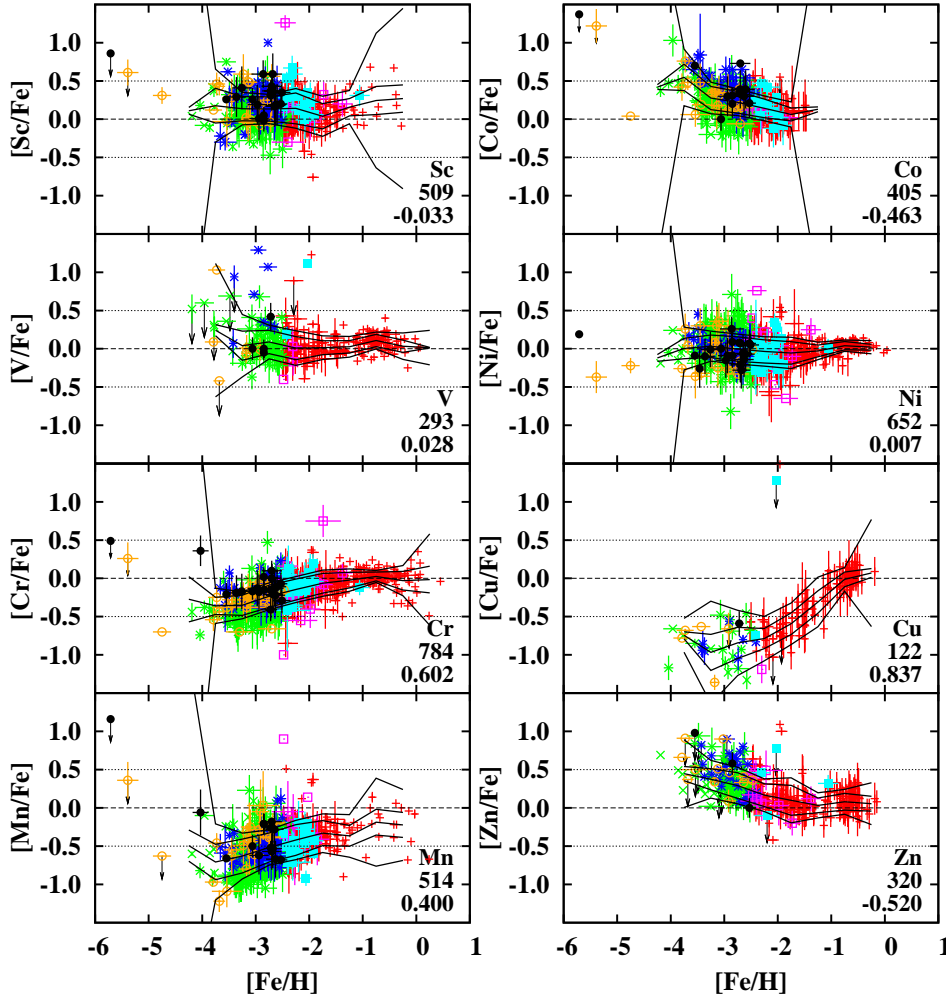 [Sc/Fe]
1.0
0.5
0.0
-0.5
-1.0
Sc
509
-0.033
[Co/Fe]
1.0
0.5
0.0
-0.5
-1.0
Co
405
-0.463
[V/Fe]
1.0
0.5
0.0
-0.5
-1.0
V
293
0.028
[Ni/Fe]
1.0
0.5
0.0
-0.5
-1.0
Ni
652
0.007
[Cr/Fe]
1.0
0.5
0.0
-0.5
-1.0
Cr
784
0.602
[Cu/Fe]
1.0
0.5
0.0
-0.5
-1.0
Cu
122
0.837
[Mn/Fe]
1.0
0.5
0.0
-0.5
-1.0
Mn
514
0.400
[Zn/Fe]
1.0
0.5
0.0
-0.5
-1.0
Zn
320
-0.520
-6 -5 -4 -3 -2 -1 0 1
-6 -5 -4 -3 -2 -1 0 1
[Fe/H]
[Fe/H]